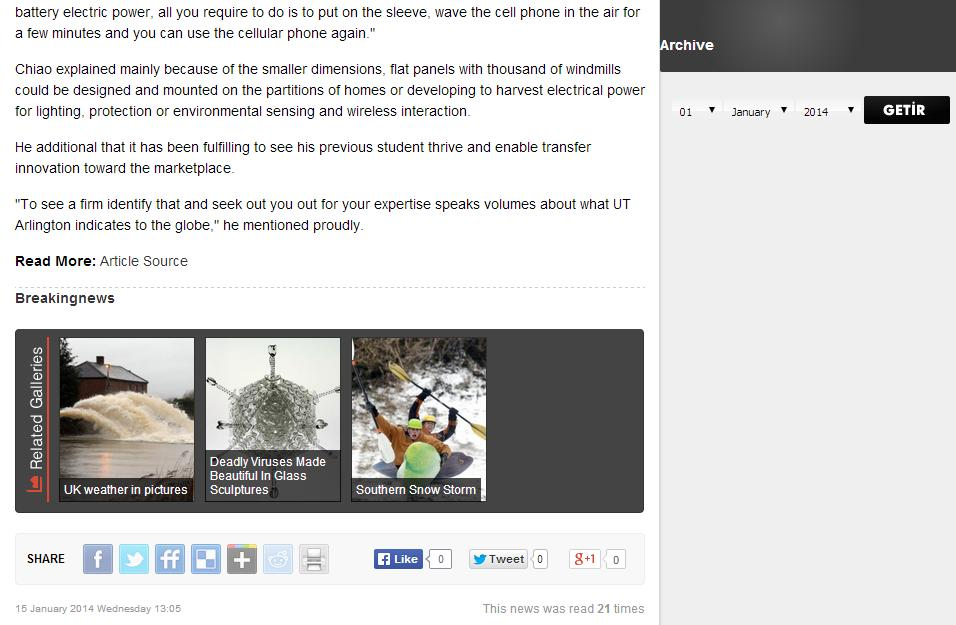 battery electric power, all you require to do is to put on the sleeve, wave the cell phone in the air for
a few minutes and you can use the cellular phone again."
Chiao explained mainly because of the smaller dimensions, flat panels with thousand of windmills
could be designed and mounted on the partitions of homes or developing to harvest electrical power
for lighting, protection or environmental sensing and wireless interaction.
He additional that it has been fulfilling to see his previous student thrive and enable transfer
innovation toward the marketplace.
"To see a firm identify that and seek out you out for your expertise speaks volumes about what UT
Arlington indicates to the globe," he mentioned proudly.
Read More: Article Source
Breakingnews
Related Galleries
UK weather in pictures
Deadly Viruses Made
Beautiful In Glass
Sculptures
Southern Snow Storm
SHARE
f
ff
Like
0
Tweet
0
g+1
0
15 January 2014 Wednesday 13:05
This news was read 21 times
Archive
01
January
2014
GETİR